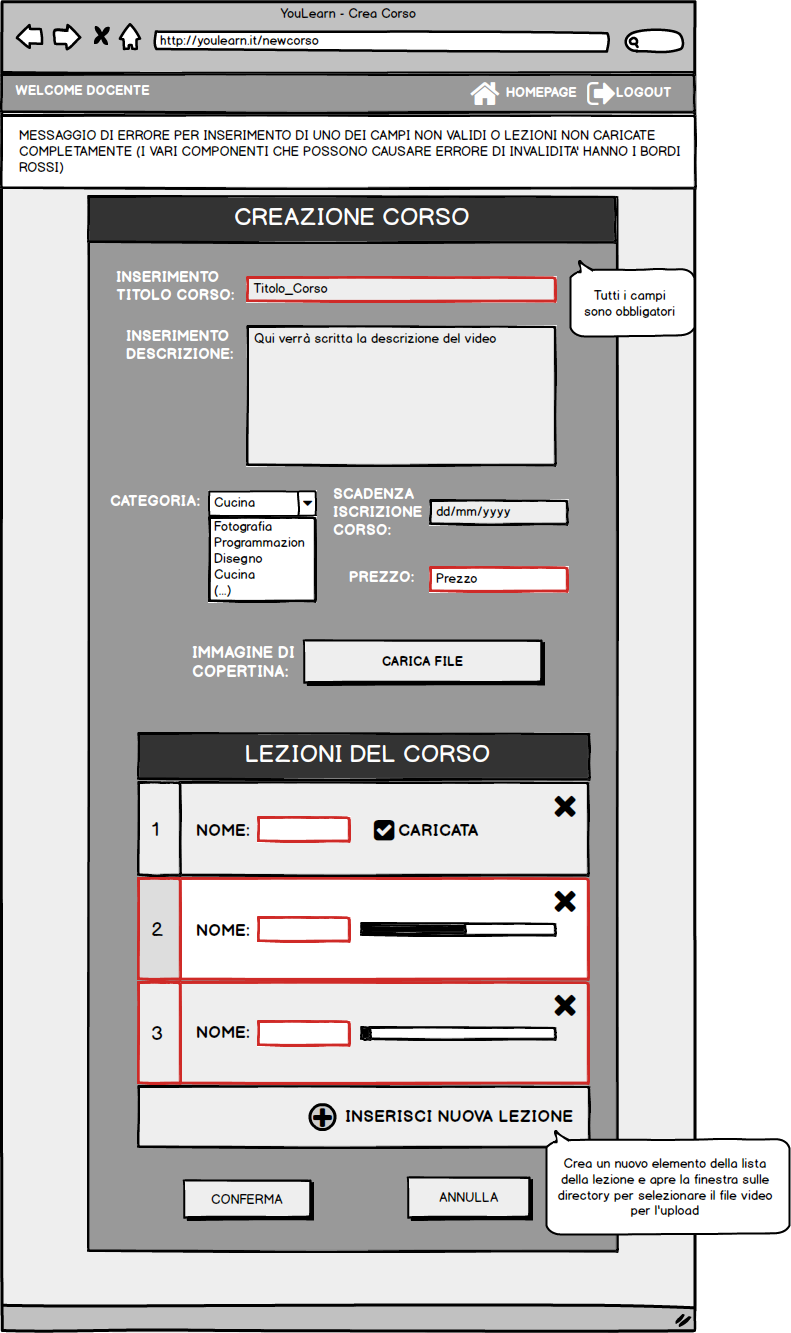 YouLearn - Crea Corso
http://youlearn.it/newcorso
WELCOME DOCENTE
HOMEPAGE
LOGOUT
MESSAGGIO DI ERRORE PER INSERIMENTO DI UNO DEI CAMPI NON VALIDI O LEZIONI NON CARICATE
COMPLETAMENTE (I VARI COMPONENTI CHE POSSONO CAUSARE ERRORE DI INVALIDITA' HANNO I BORDI
ROSSI)
CREAZIONE CORSO
INSERIMENTO
TITOLO CORSO:
Titolo_Corso
Tutti i campi
sono obbligatori
INSERIMENTO
DESCRIZIONE:
Qui verrà scritta la descrizione del video
CATEGORIA:
Cucina
Fotografia
Programmazion
Disegno
Cucina
(...)
SCADENZA
ISCRIZIONE
CORSO:
dd/mm/yyyy
PREZZO:
Prezzo
IMMAGINE DI
COPERTINA:
CARICA FILE
LEZIONI DEL CORSO
1
NOME:
CARICATA
2
NOME:
3
NOME:
INSERISCI NUOVA LEZIONE
Crea un nuovo elemento della lista
della lezione e apre la finestra sulle
directory per selezionare il file video
per l'upload
CONFERMA
ANNULLA